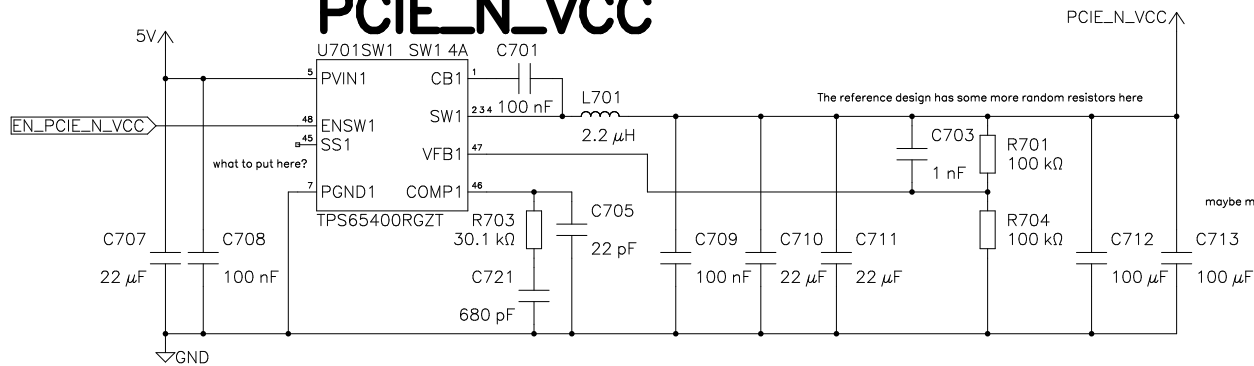 PCIE_N_VCC
PCIE_N_VCC
5V
U701SW1 SW1 4A
C701
5 PVIN1 CB1 1
100 nF
The reference design has some more random resistors here
L701
2.2 µH
EN_PCIE_N_VCC
48 ENSW1
SW1 2 3 4
45 SS1
what to put here?
VFB1 47
C703
1 nF
R701
100 kΩ
7 PGND1 COMP1 46
TPS65400RGZT
R703
30.1 kΩ
C705
22 pF
R704
100 kΩ
maybe m
C707
22 µF
C708
100 nF
C721
680 pF
C709
100 nF
C710
22 µF
C711
22 µF
C712
100 µF
C713
100 µF
GND